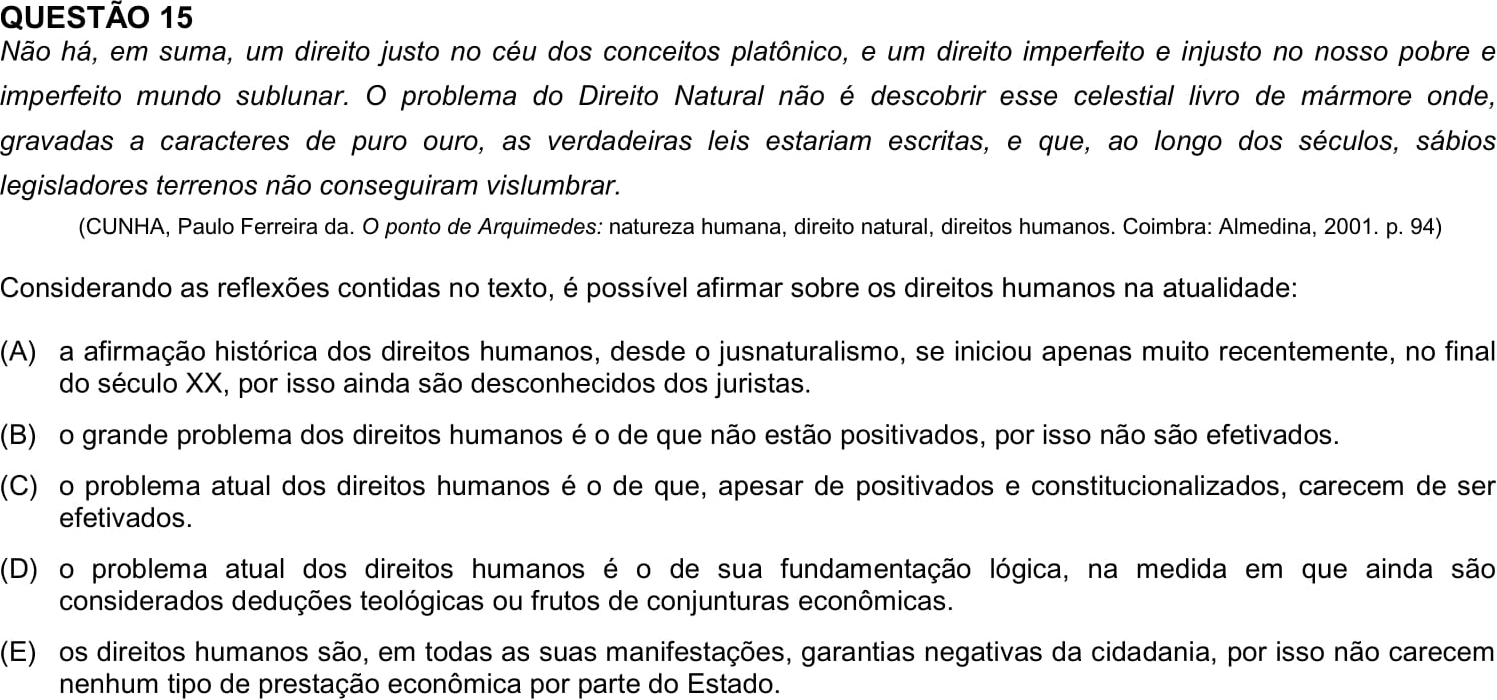 QUESTÃO 15
Não há, em suma, um direito justo no céu dos conceitos platônico, e um direito imperfeito e injusto no nosso pobre e
imperfeito mundo sublunar. O problema do Direito Natural não é descobrir esse celestial livro de mármore onde,
gravadas a caracteres de puro ouro, as verdadeiras leis estariam escritas, e que, ao longo dos séculos, sábios
legisladores terrenos não conseguiram vislumbrar.
(CUNHA, Paulo Ferreira da. O ponto de Arquimedes: natureza humana, direito natural, direitos humanos. Coimbra: Almedina, 2001. p. 94)
Considerando as reflexões contidas no texto, é possível afirmar sobre os direitos humanos na atualidade:
(A) a afirmação histórica dos direitos humanos, desde o jusnaturalismo, se iniciou apenas muito recentemente, no final
do século XX, por isso ainda são desconhecidos dos juristas.
(B) o grande problema dos direitos humanos é o de que não estão positivados, por isso não são efetivados.
(C) o problema atual dos direitos humanos é o de que, apesar de positivados e constitucionalizados, carecem de ser
efetivados.
(D) o problema atual dos direitos humanos é o de sua fundamentação lógica, na medida em que ainda são
considerados deduções teológicas ou frutos de conjunturas econômicas.
(E) os direitos humanos são, em todas as suas manifestações, garantias negativas da cidadania, por isso não carecem
nenhum tipo de prestação econômica por parte do Estado.